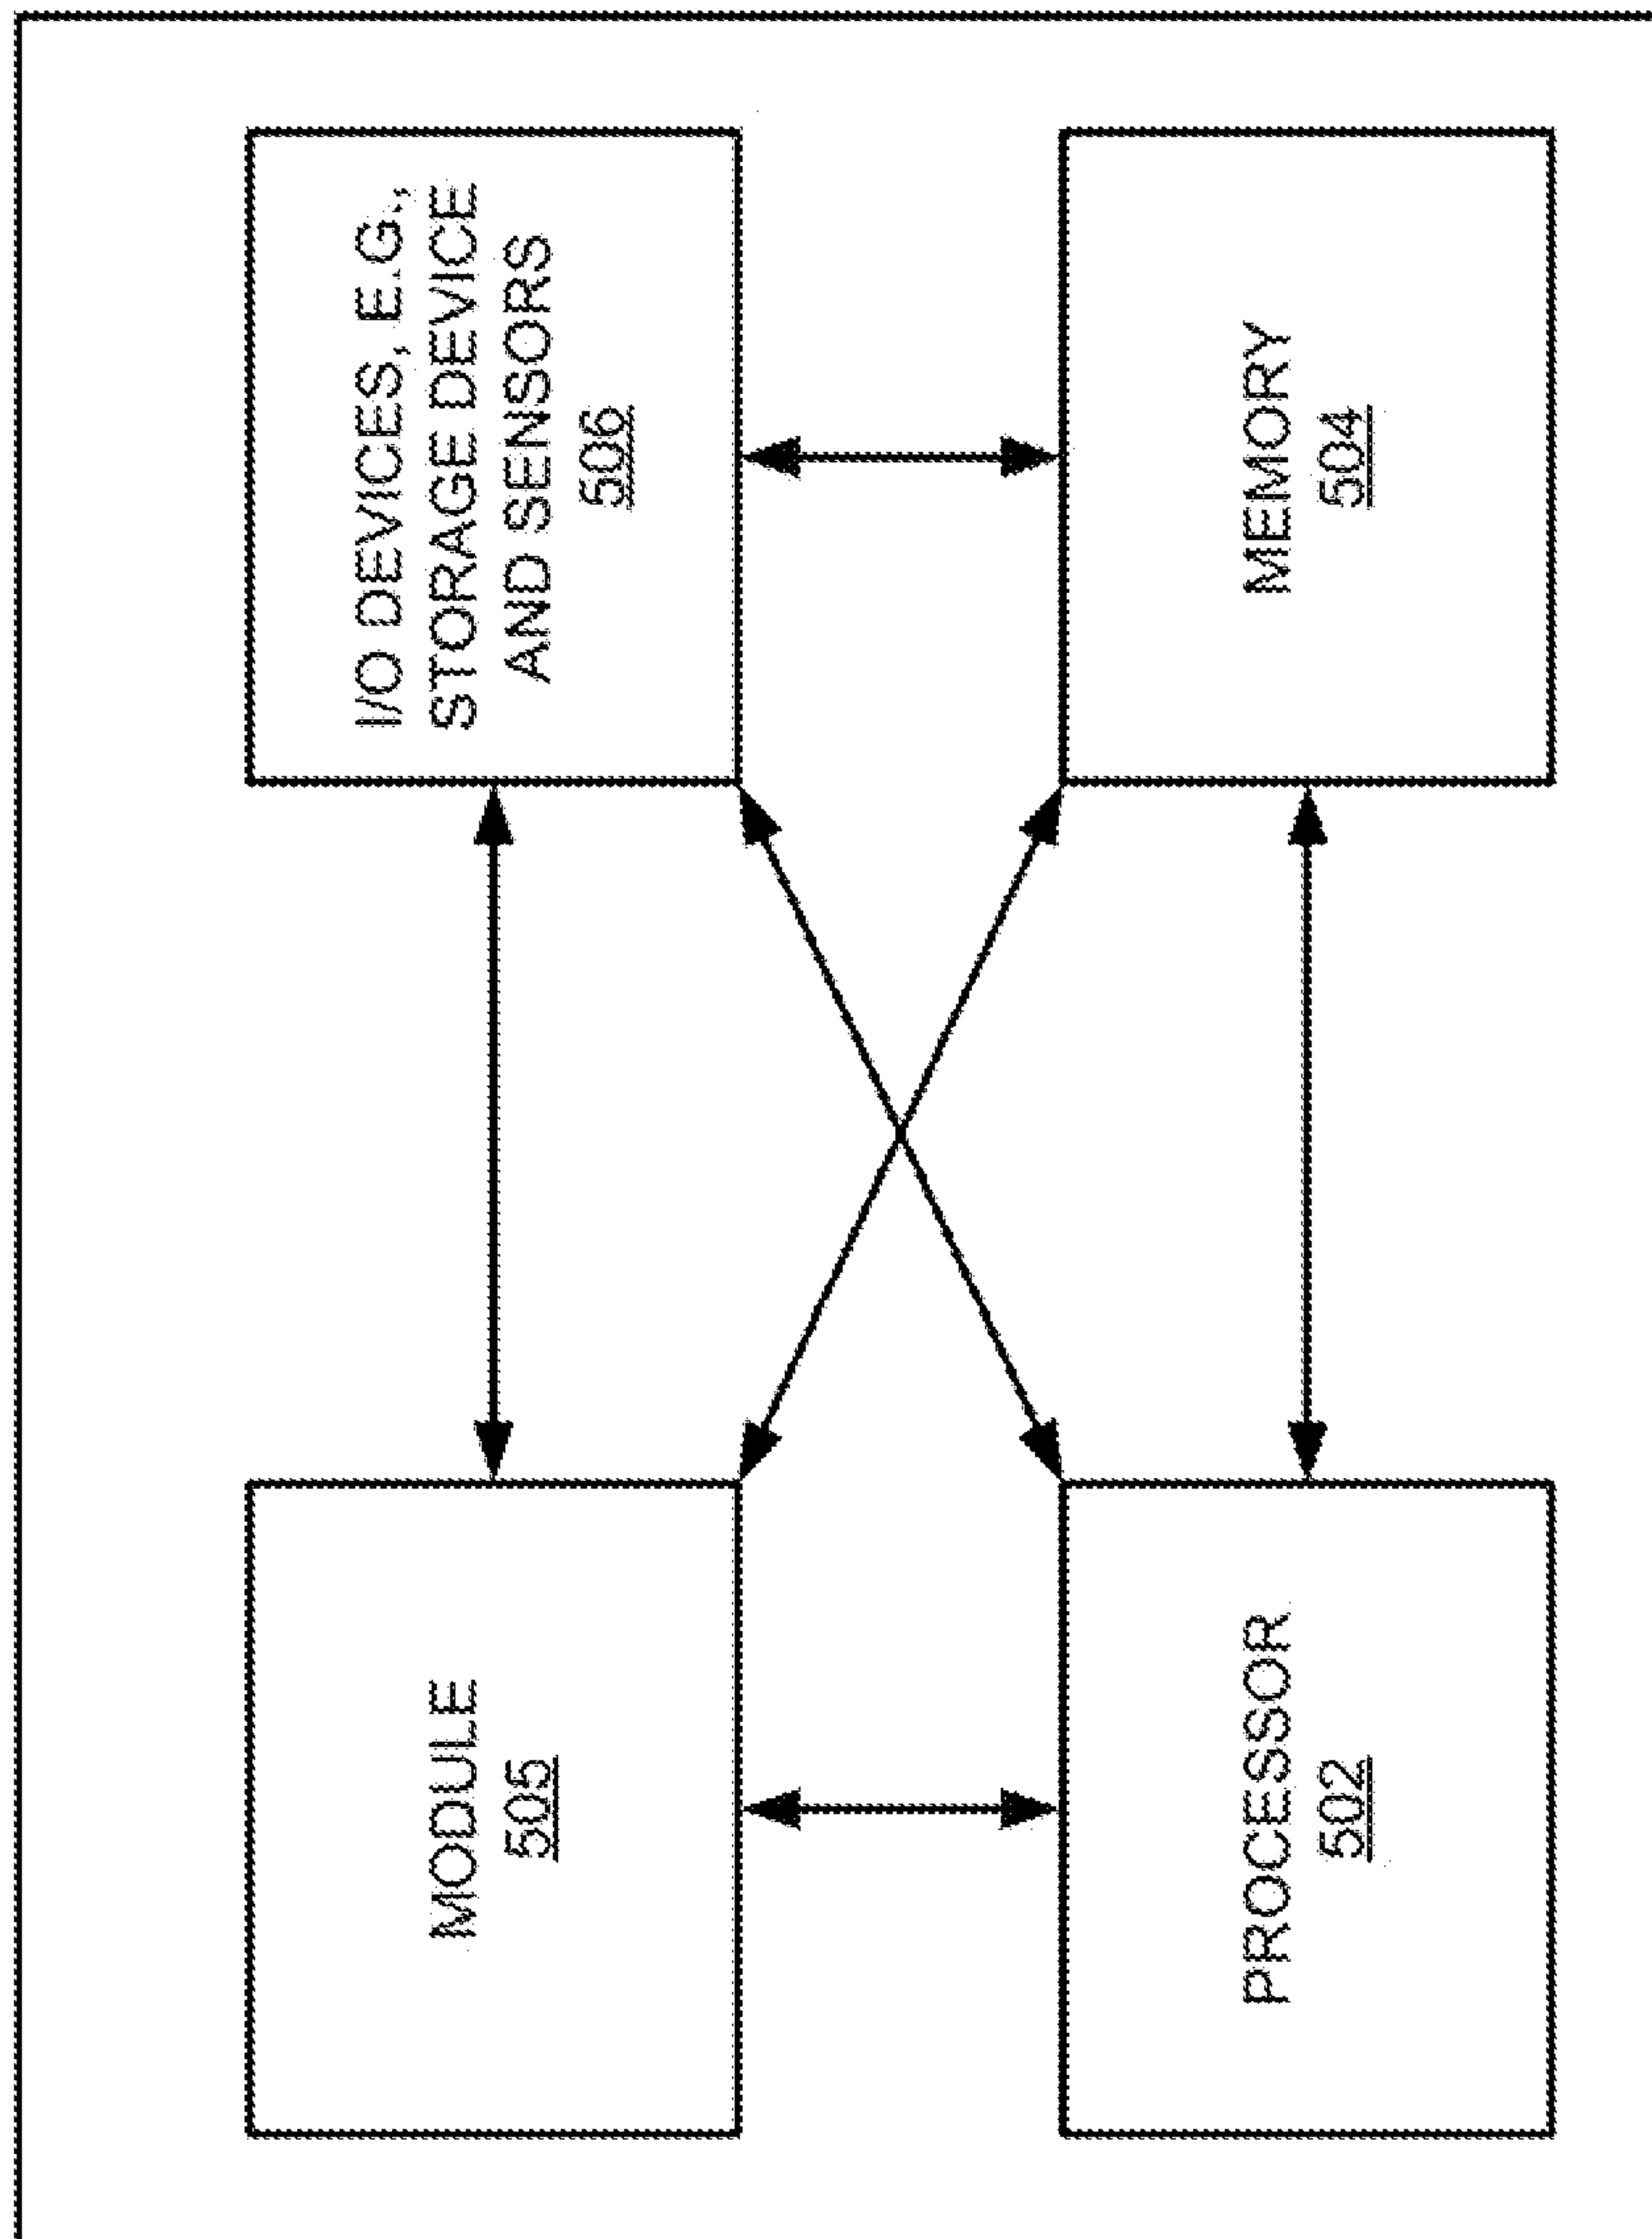 MODULE
505
I/O DEVICES, E.G.,
STORAGE DEVICE
AND SENSORS
506
PROCESSOR
502
MEMORY
504